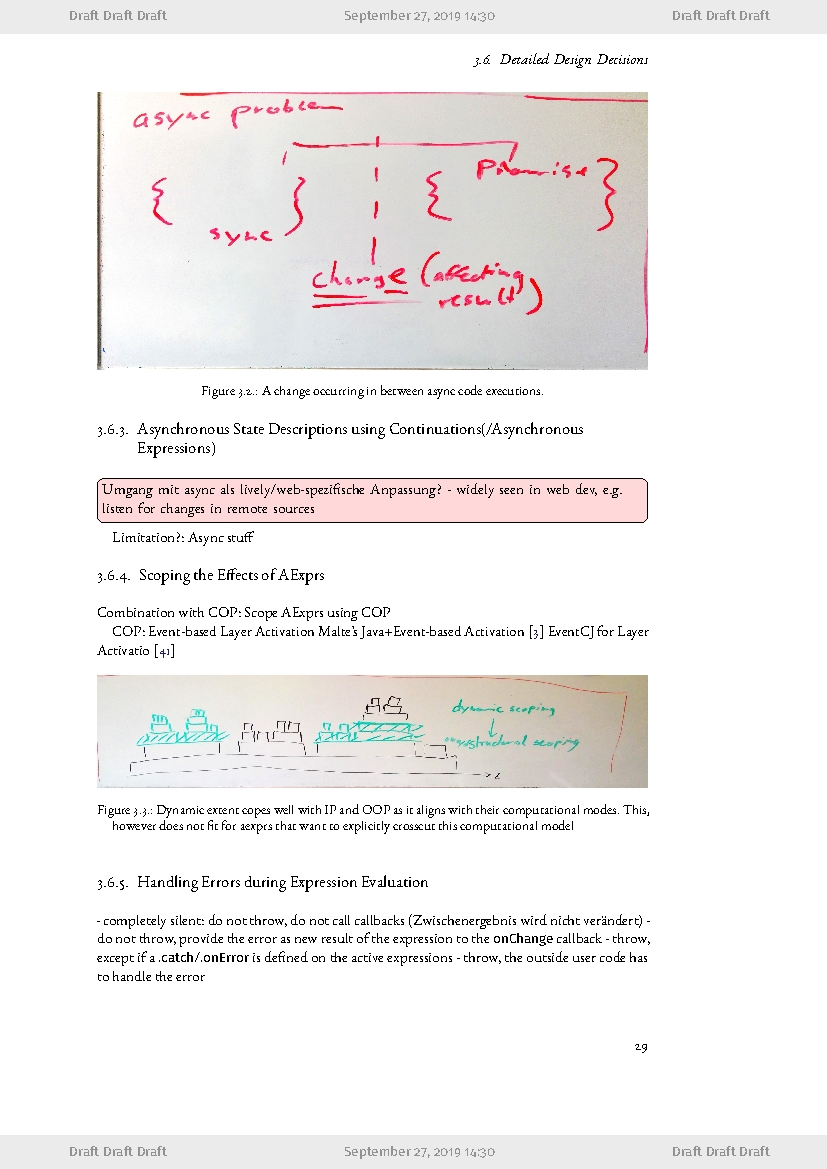 Draft Draft Draft September 27, 2019 14:30 Draft Draft Draft
3.6. Detailed Design Decisions
async problem
Promise
{ } { }
sync
change (affecting
result)
Figure 3.2.: A change occurring in between async code executions.
3.6.3. Asynchronous State Descriptions using Continuations(/Asynchronous
Expressions)
Umgang mit async als lively/web-spezifische Anpassung? - widely seen in web dev, e.g.
listen for changes in remote sources
Limitation?: Async stuff
3.6.4. Scoping the Effects of AExprs
Combination with COP: Scope AExprs using COP
COP: Event-based Layer Activation Malte's Java+Event-based Activation [3] EventCJ for Layer
Activatio [41]
dynamic scoping
structural scoping
t
Figure 3.3.: Dynamic extent copes well with IP and OOP as it aligns with their computational modes. This,
however does not fit for aexprs that want to explicitly crosscut this computational model
3.6.5. Handling Errors during Expression Evaluation
- completely silent: do not throw, do not call callbacks (Zwischenergebnis wird nicht verändert) -
do not throw, provide the error as new result of the expression to the onChange callback - throw,
except if a .catch/.onError is defined on the active expressions - throw, the outside user code has
to handle the error
29
Draft Draft Draft September 27, 2019 14:30 Draft Draft Draft